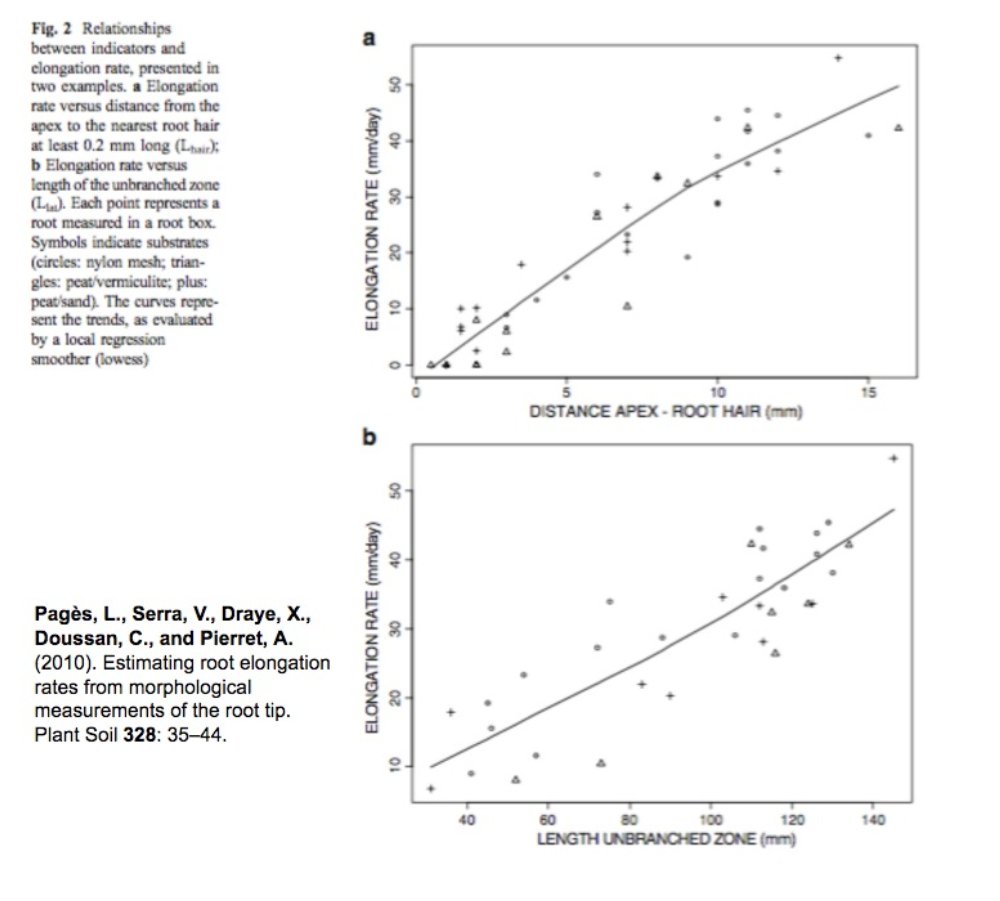 Fig. 2 Relationships
between indicators and
elongation rate, presented in
two examples. a Elongation
rate versus distance from the
apex to the nearest root hair
at least 0.2 mm long (Lhair);
b Elongation rate versus
length of the unbranched zone
(Llat). Each point represents a
root measured in a root box.
Symbols indicate substrates
(circles: nylon mesh; trian-
gles: peat/vermiculite; plus:
peat/sand). The curves repre-
sent the trends, as evaluated
by a local regression
smoother (lowess)
a
ELONGATION RATE (mm/day)
50
40
30
20
10
0
0 5 10 15
DISTANCE APEX - ROOT HAIR (mm)
b
ELONGATION RATE (mm/day)
50
40
30
20
10
40 60 80 100 120 140
LENGTH UNBRANCHED ZONE (mm)
Pagès, L., Serra, V., Draye, X.,
Doussan, C., and Pierret, A.
(2010). Estimating root elongation
rates from morphological
measurements of the root tip.
Plant Soil 328: 35–44.